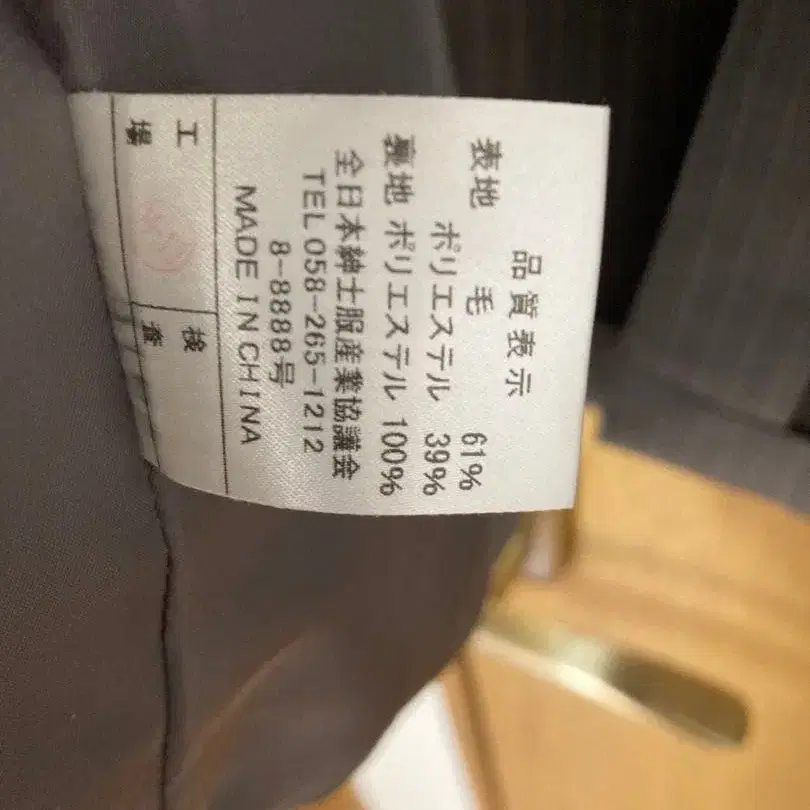 品質表示
表地 毛 61%
ポリエステル 39%
裏地 ポリエステル 100%
全日本紳士服産業協議会
TEL 058-265-1212
8-8888号
MADE IN CHINA
工場 検査